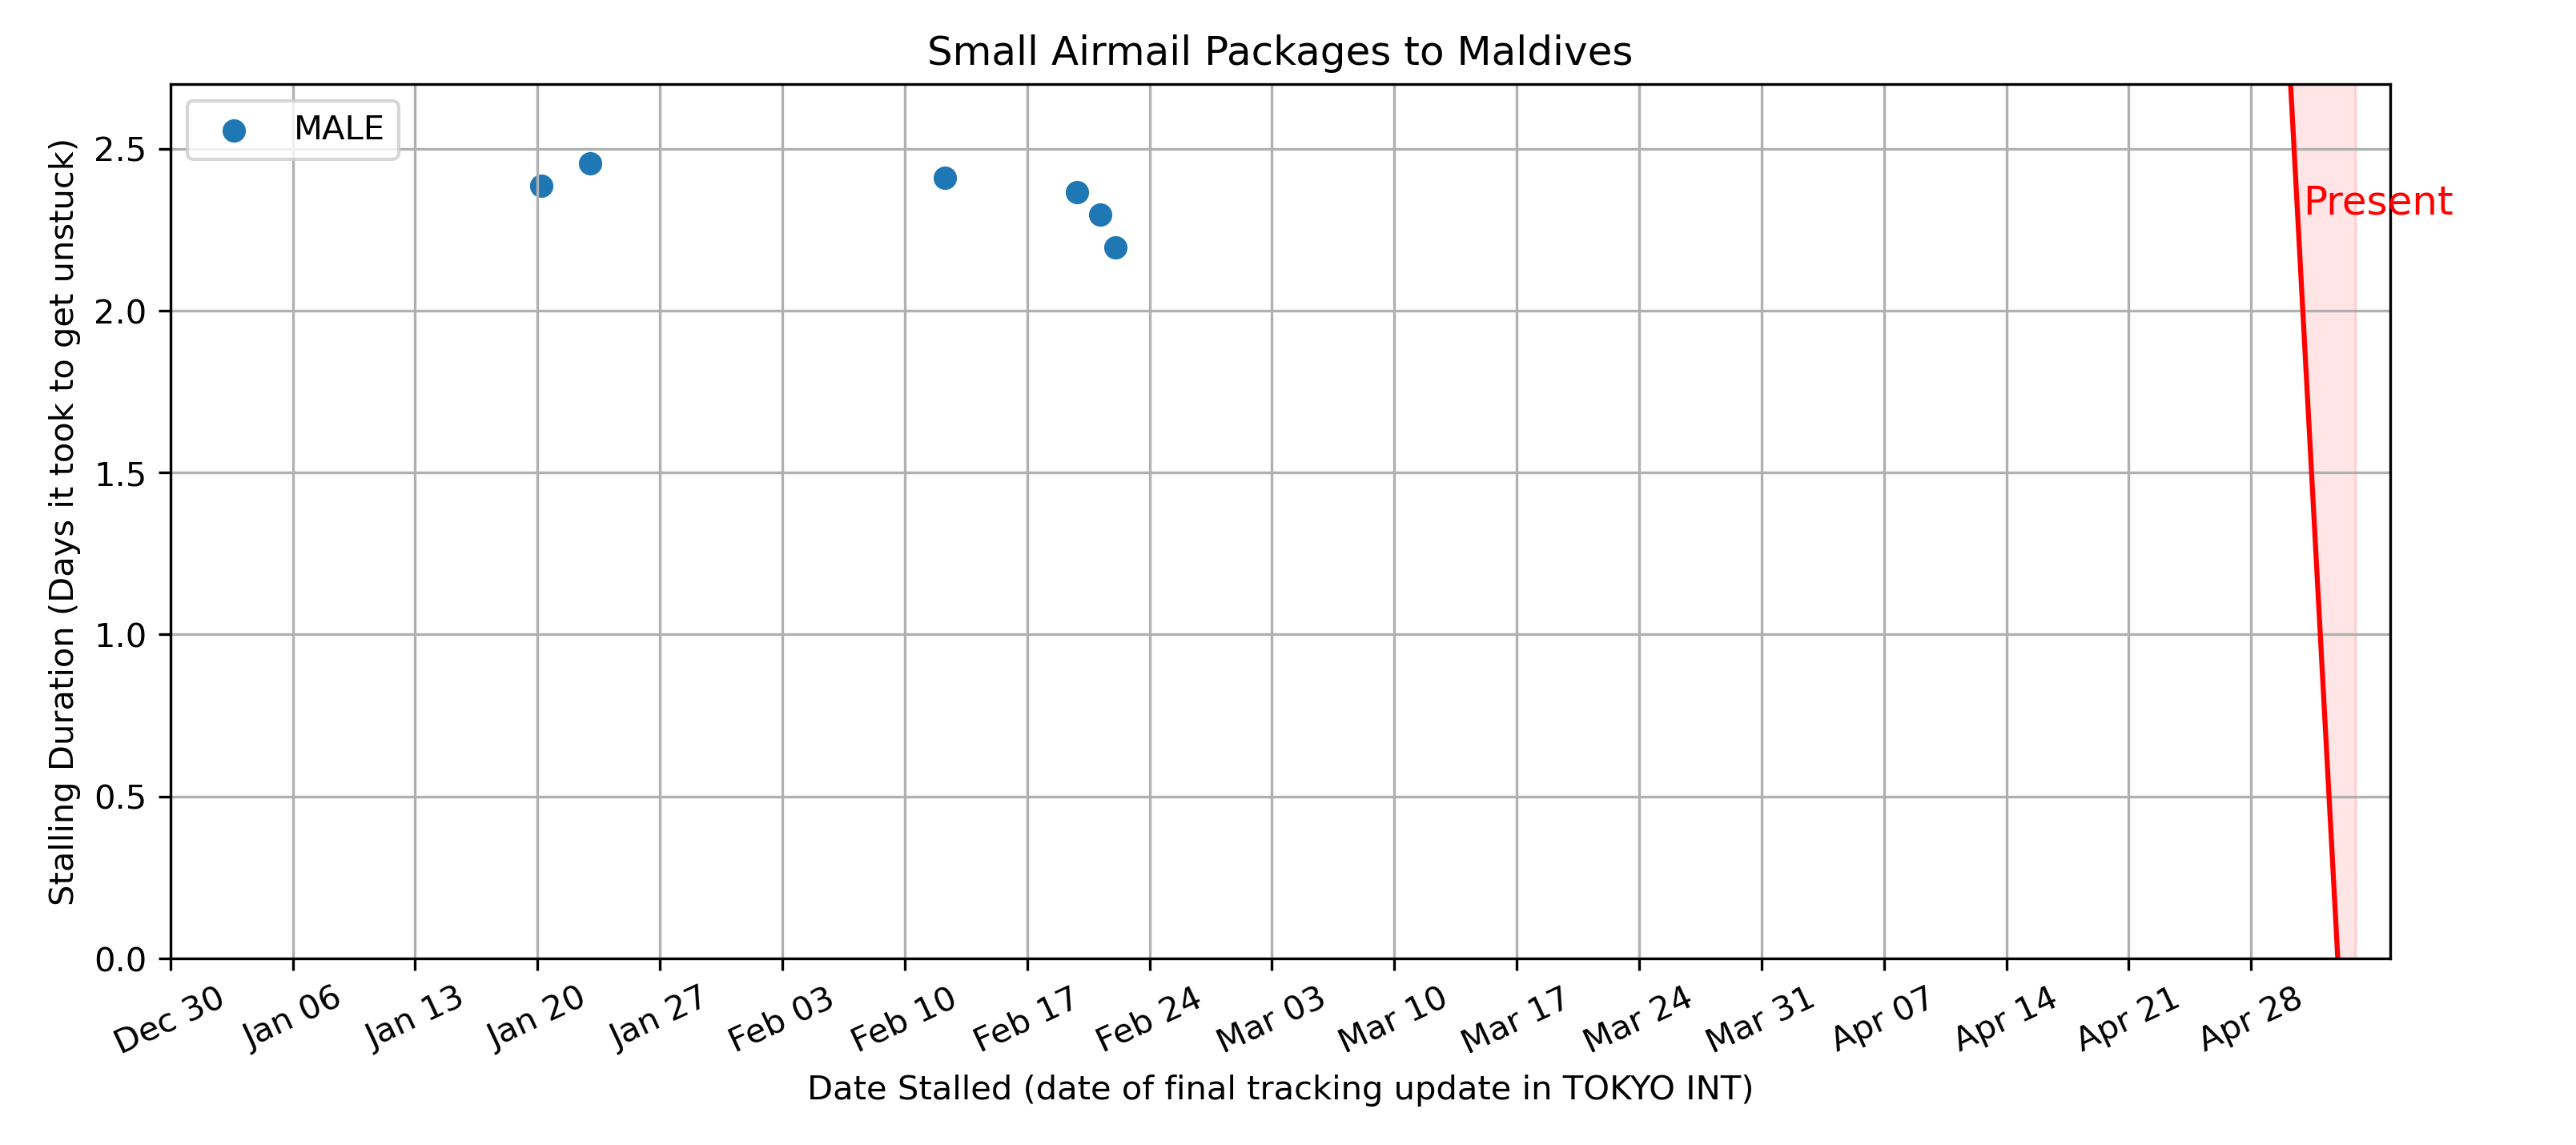 Small Airmail Packages to Maldives
MALE
Present
Stalling Duration (Days it took to get unstuck)
2.5
2.0
1.5
1.0
0.5
0.0
Dec 30 Jan 06 Jan 13 Jan 20 Jan 27 Feb 03 Feb 10 Feb 17 Feb 24 Mar 03 Mar 10 Mar 17 Mar 24 Mar 31 Apr 07 Apr 14 Apr 21 Apr 28
Date Stalled (date of final tracking update in TOKYO INT)